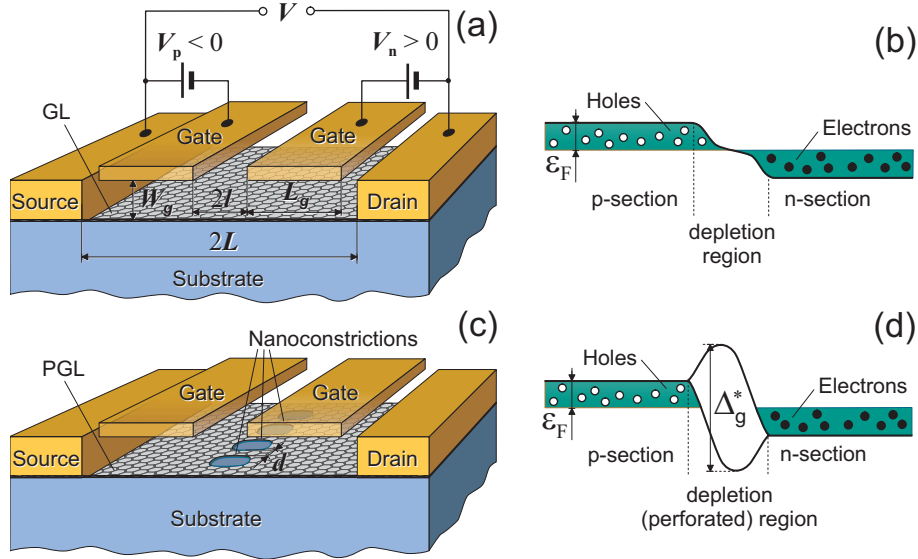 (a)
V
V_p < 0
V_n > 0
GL
Gate
Gate
Source
W_g
2l
L_g
Drain
2L
Substrate
(b)
Holes
Electrons
ε_F
p-section
n-section
depletion
region
(c)
Nanoconstrictions
PGL
Gate
Gate
Source
d
Drain
Substrate
(d)
Holes
Electrons
Δ*_g
ε_F
p-section
n-section
depletion
(perforated) region